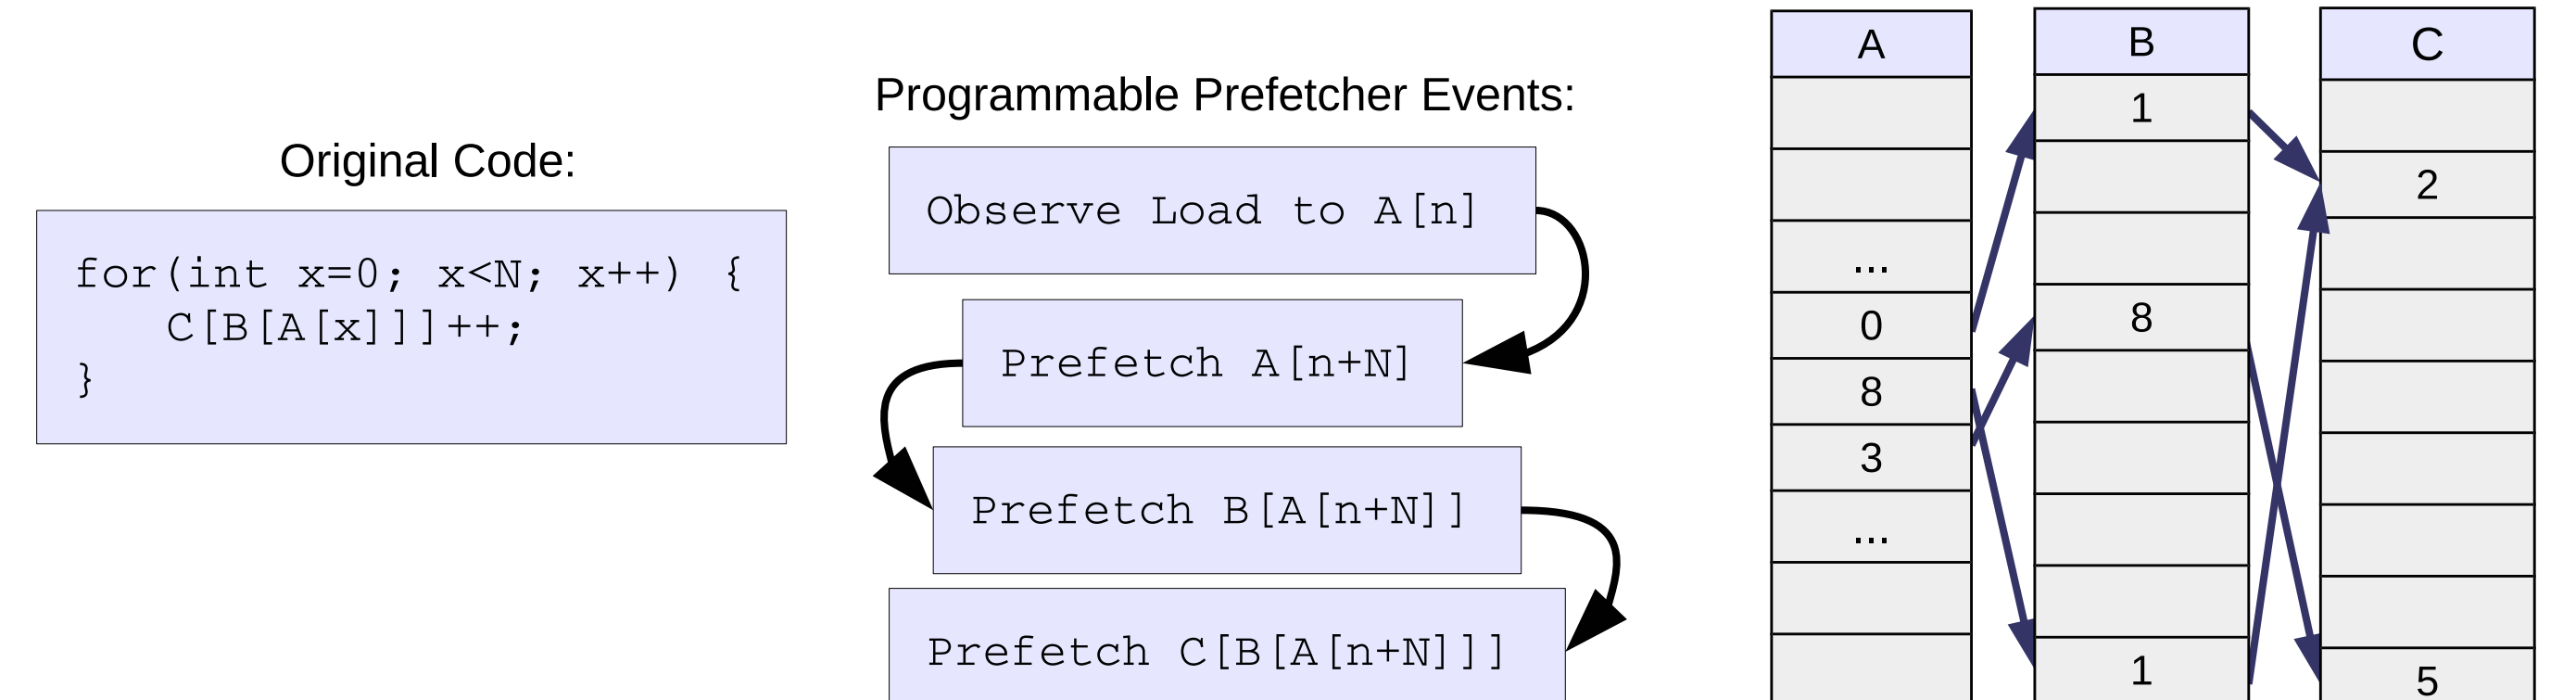 Original Code:
for(int x=0; x<N; x++) {
C[B[A[x]]]++;
}
Programmable Prefetcher Events:
Observe Load to A[n]
Prefetch A[n+N]
Prefetch B[A[n+N]]
Prefetch C[B[A[n+N]]]
A
...
0
8
3
...
B
1
8
1
C
2
5